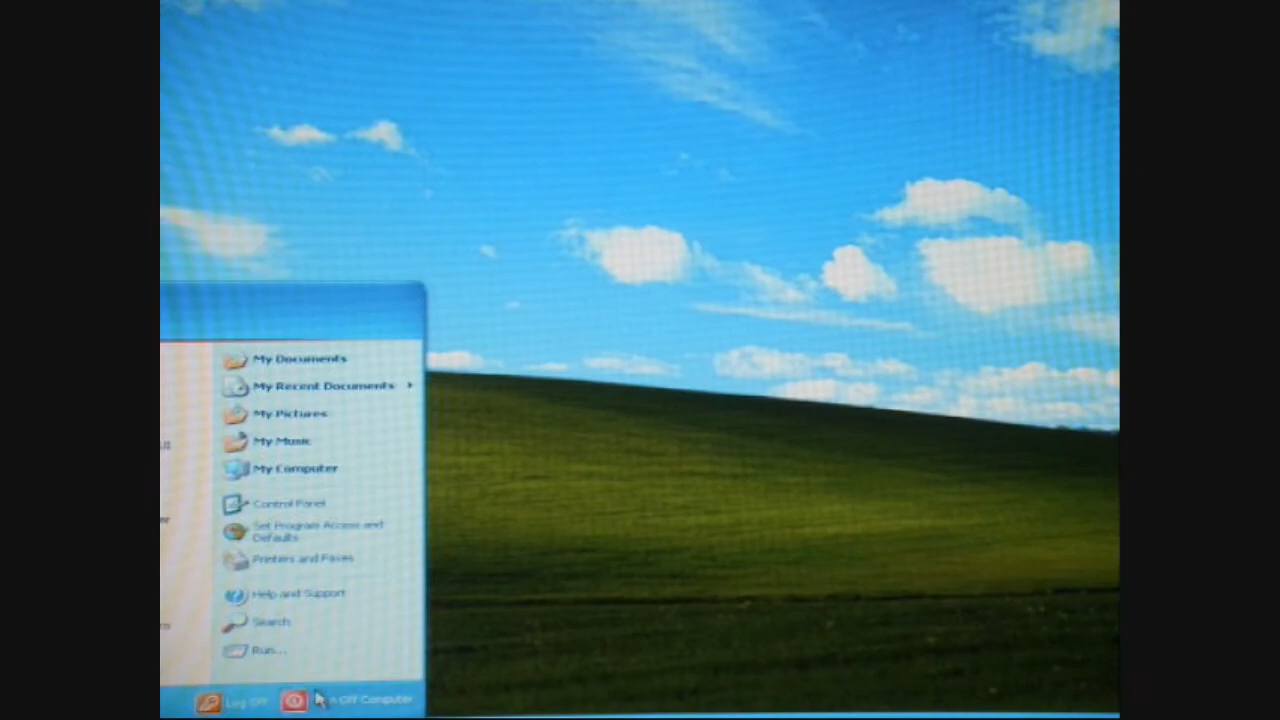 My Documents
My Recent Documents
My Pictures
My Music
My Computer
Control Panel
Set Program Access and
Defaults
Printers and Faxes
Help and Support
Search
Run...
Log Off
n Off Computer